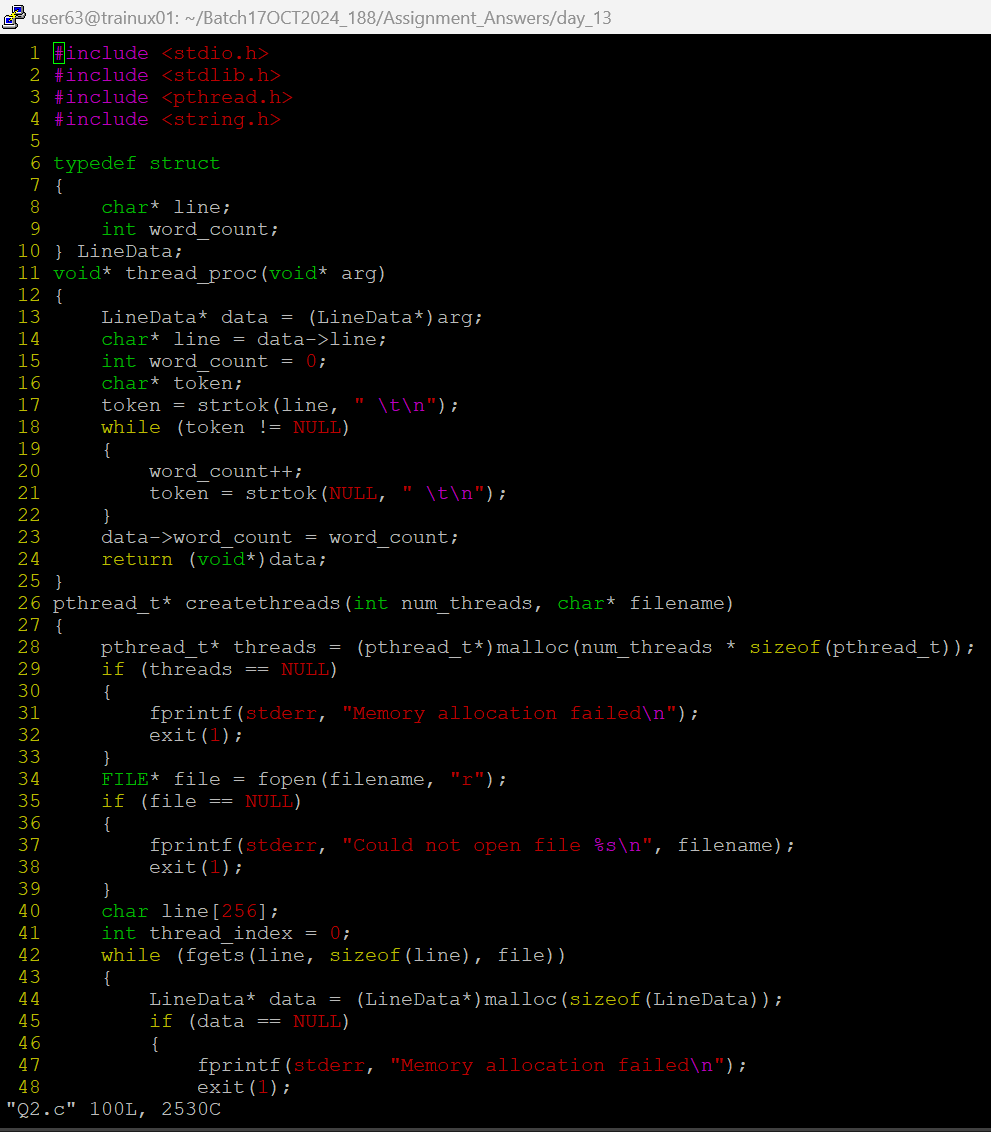 user63@trainux01: ~/Batch17OCT2024_188/Assignment_Answers/day_13
1 #include <stdio.h>
2 #include <stdlib.h>
3 #include <pthread.h>
4 #include <string.h>
5
6 typedef struct
7 {
8     char* line;
9     int word_count;
10 } LineData;
11 void* thread_proc(void* arg)
12 {
13     LineData* data = (LineData*)arg;
14     char* line = data->line;
15     int word_count = 0;
16     char* token;
17     token = strtok(line, " \t\n");
18     while (token != NULL)
19     {
20         word_count++;
21         token = strtok(NULL, " \t\n");
22     }
23     data->word_count = word_count;
24     return (void*)data;
25 }
26 pthread_t* createthreads(int num_threads, char* filename)
27 {
28     pthread_t* threads = (pthread_t*)malloc(num_threads * sizeof(pthread_t));
29     if (threads == NULL)
30     {
31         fprintf(stderr, "Memory allocation failed\n");
32         exit(1);
33     }
34     FILE* file = fopen(filename, "r");
35     if (file == NULL)
36     {
37         fprintf(stderr, "Could not open file %s\n", filename);
38         exit(1);
39     }
40     char line[256];
41     int thread_index = 0;
42     while (fgets(line, sizeof(line), file))
43     {
44         LineData* data = (LineData*)malloc(sizeof(LineData));
45         if (data == NULL)
46         {
47             fprintf(stderr, "Memory allocation failed\n");
48             exit(1);
"Q2.c" 100L, 2530C